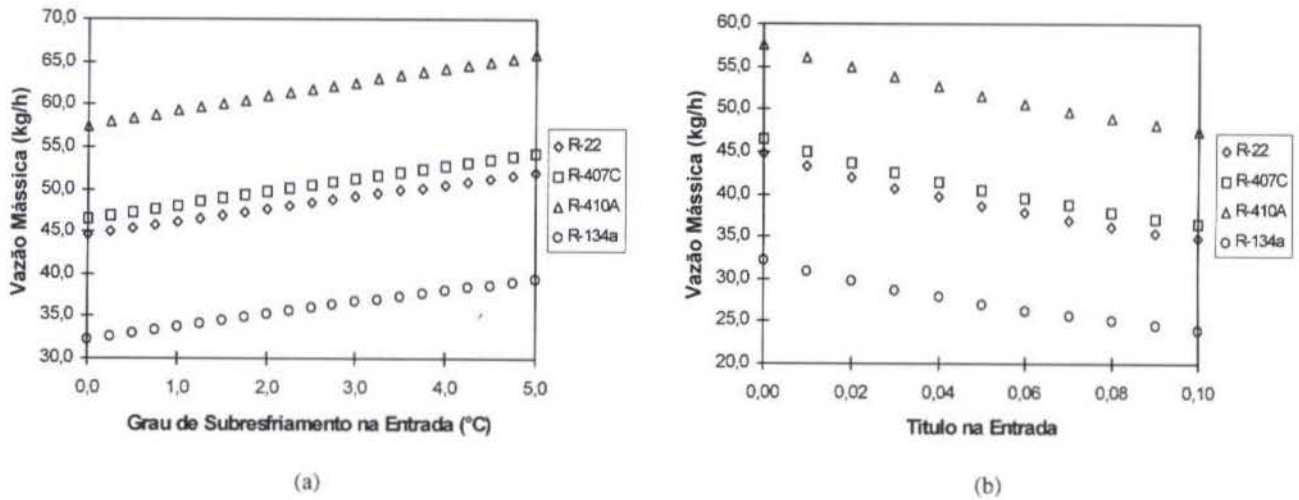 70,0
65,0
60,0
55,0
50,0
45,0
40,0
35,0
30,0
Vazão Mássica (kg/h)
0,0 1,0 2,0 3,0 4,0 5,0
Grau de Subresfriamento na Entrada (°C)
R-22
R-407C
R-410A
R-134a
(a)
60,0
55,0
50,0
45,0
40,0
35,0
30,0
25,0
20,0
Vazão Mássica (kg/h)
0,00 0,02 0,04 0,06 0,08 0,10
Título na Entrada
R-22
R-407C
R-410A
R-134a
(b)